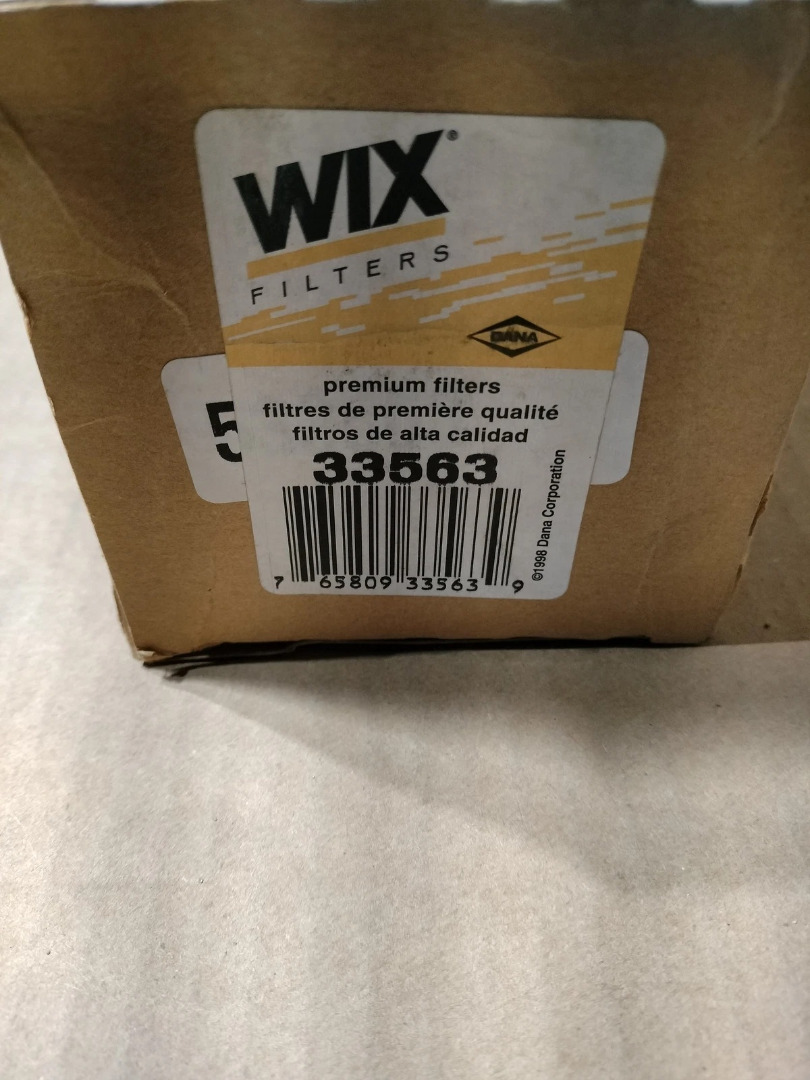 WIX®
FILTERS
DANA
premium filters
filtres de première qualité
filtros de alta calidad
5
33563
©1998 Dana Corporation
7 65809 33563 9